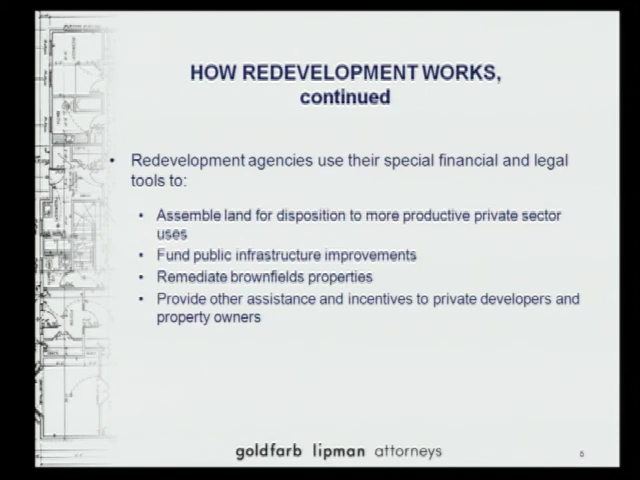 HOW REDEVELOPMENT WORKS,
continued
• Redevelopment agencies use their special financial and legal
tools to:
• Assemble land for disposition to more productive private sector
uses
• Fund public infrastructure improvements
• Remediate brownfields properties
• Provide other assistance and incentives to private developers and
property owners
goldfarb lipman attorneys